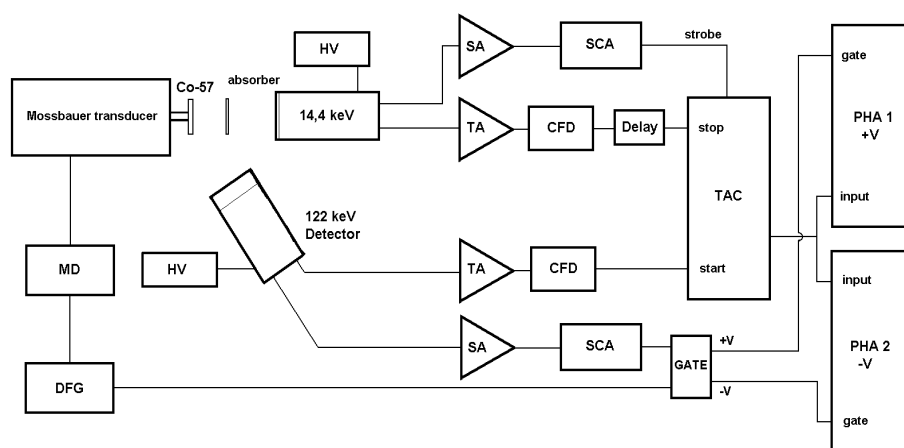 HV
SA
SCA
strobe
gate
Co-57
absorber
Mossbauer transducer
14,4 keV
TA
CFD
Delay
stop
PHA 1
+V
TAC
input
122 keV
Detector
MD
HV
TA
CFD
start
input
SA
SCA
+V
GATE
-V
PHA 2
-V
DFG
gate